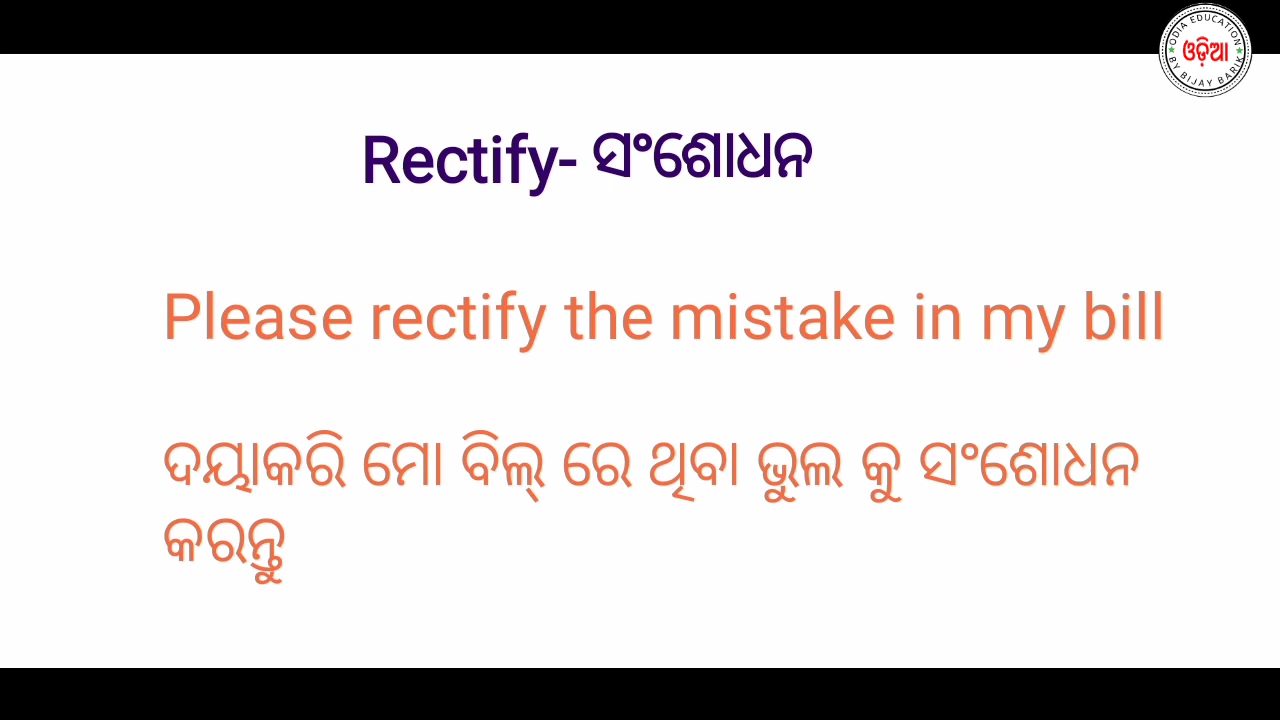 ODIA EDUCATION
ଓଡ଼ିଆ
BY BIJAY BARIK
Rectify- ସଂଶୋଧନ
Please rectify the mistake in my bill
ଦୟାକରି ମୋ ବିଲ୍ ରେ ଥିବା ଭୁଲ କୁ ସଂଶୋଧନ
କରନ୍ତୁ